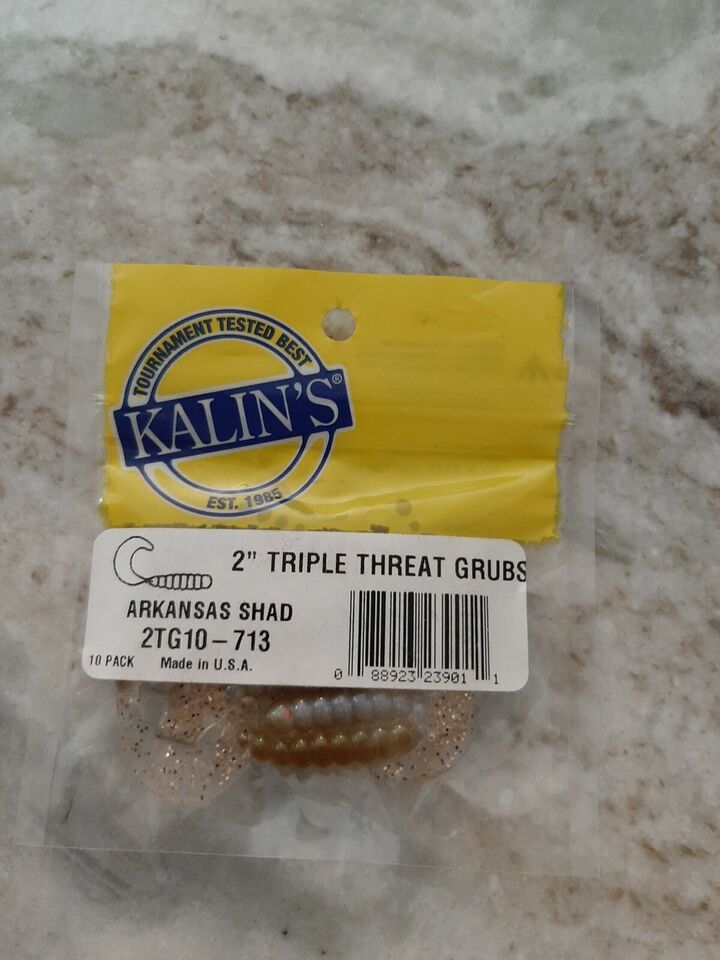 TOURNAMENT TESTED BEST
KALIN'S®
EST. 1985
2" TRIPLE THREAT GRUBS
ARKANSAS SHAD
2TG10-713
10 PACK Made in U.S.A.
0 88923 23901 1